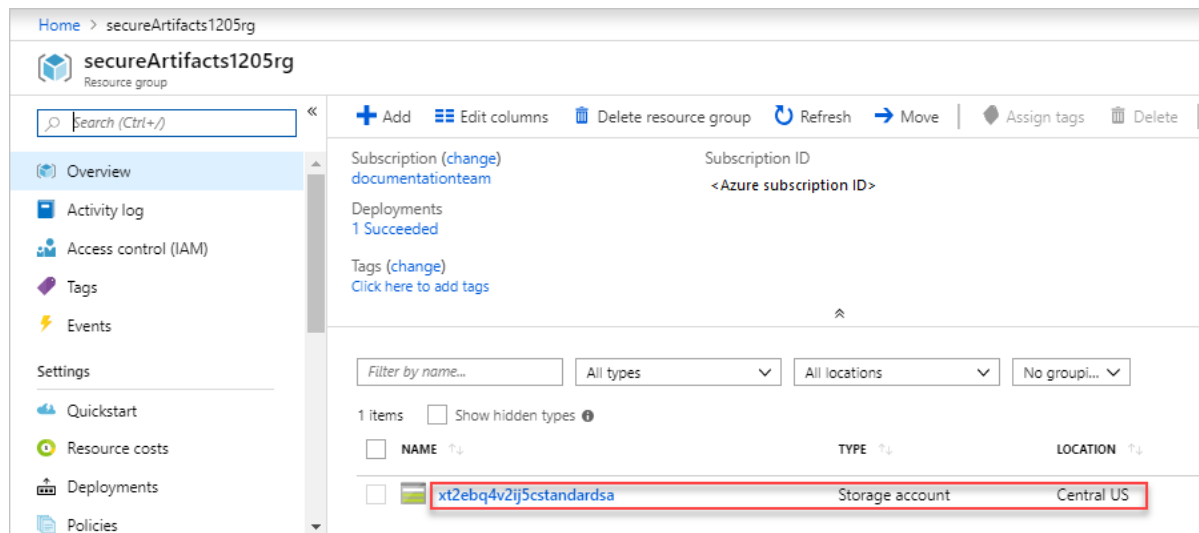 Home > secureArtifacts1205rg
secureArtifacts1205rg
Resource group
Search (Ctrl+/)
Overview
Activity log
Access control (IAM)
Tags
Events
Settings
Quickstart
Resource costs
Deployments
Policies
Add Edit columns Delete resource group Refresh Move Assign tags Delete
Subscription (change) Subscription ID
documentationteam <Azure subscription ID>
Deployments
1 Succeeded
Tags (change)
Click here to add tags
Filter by name... All types All locations No groupi...
1 items Show hidden types
NAME TYPE LOCATION
xt2ebq4v2ij5cstandardsa Storage account Central US